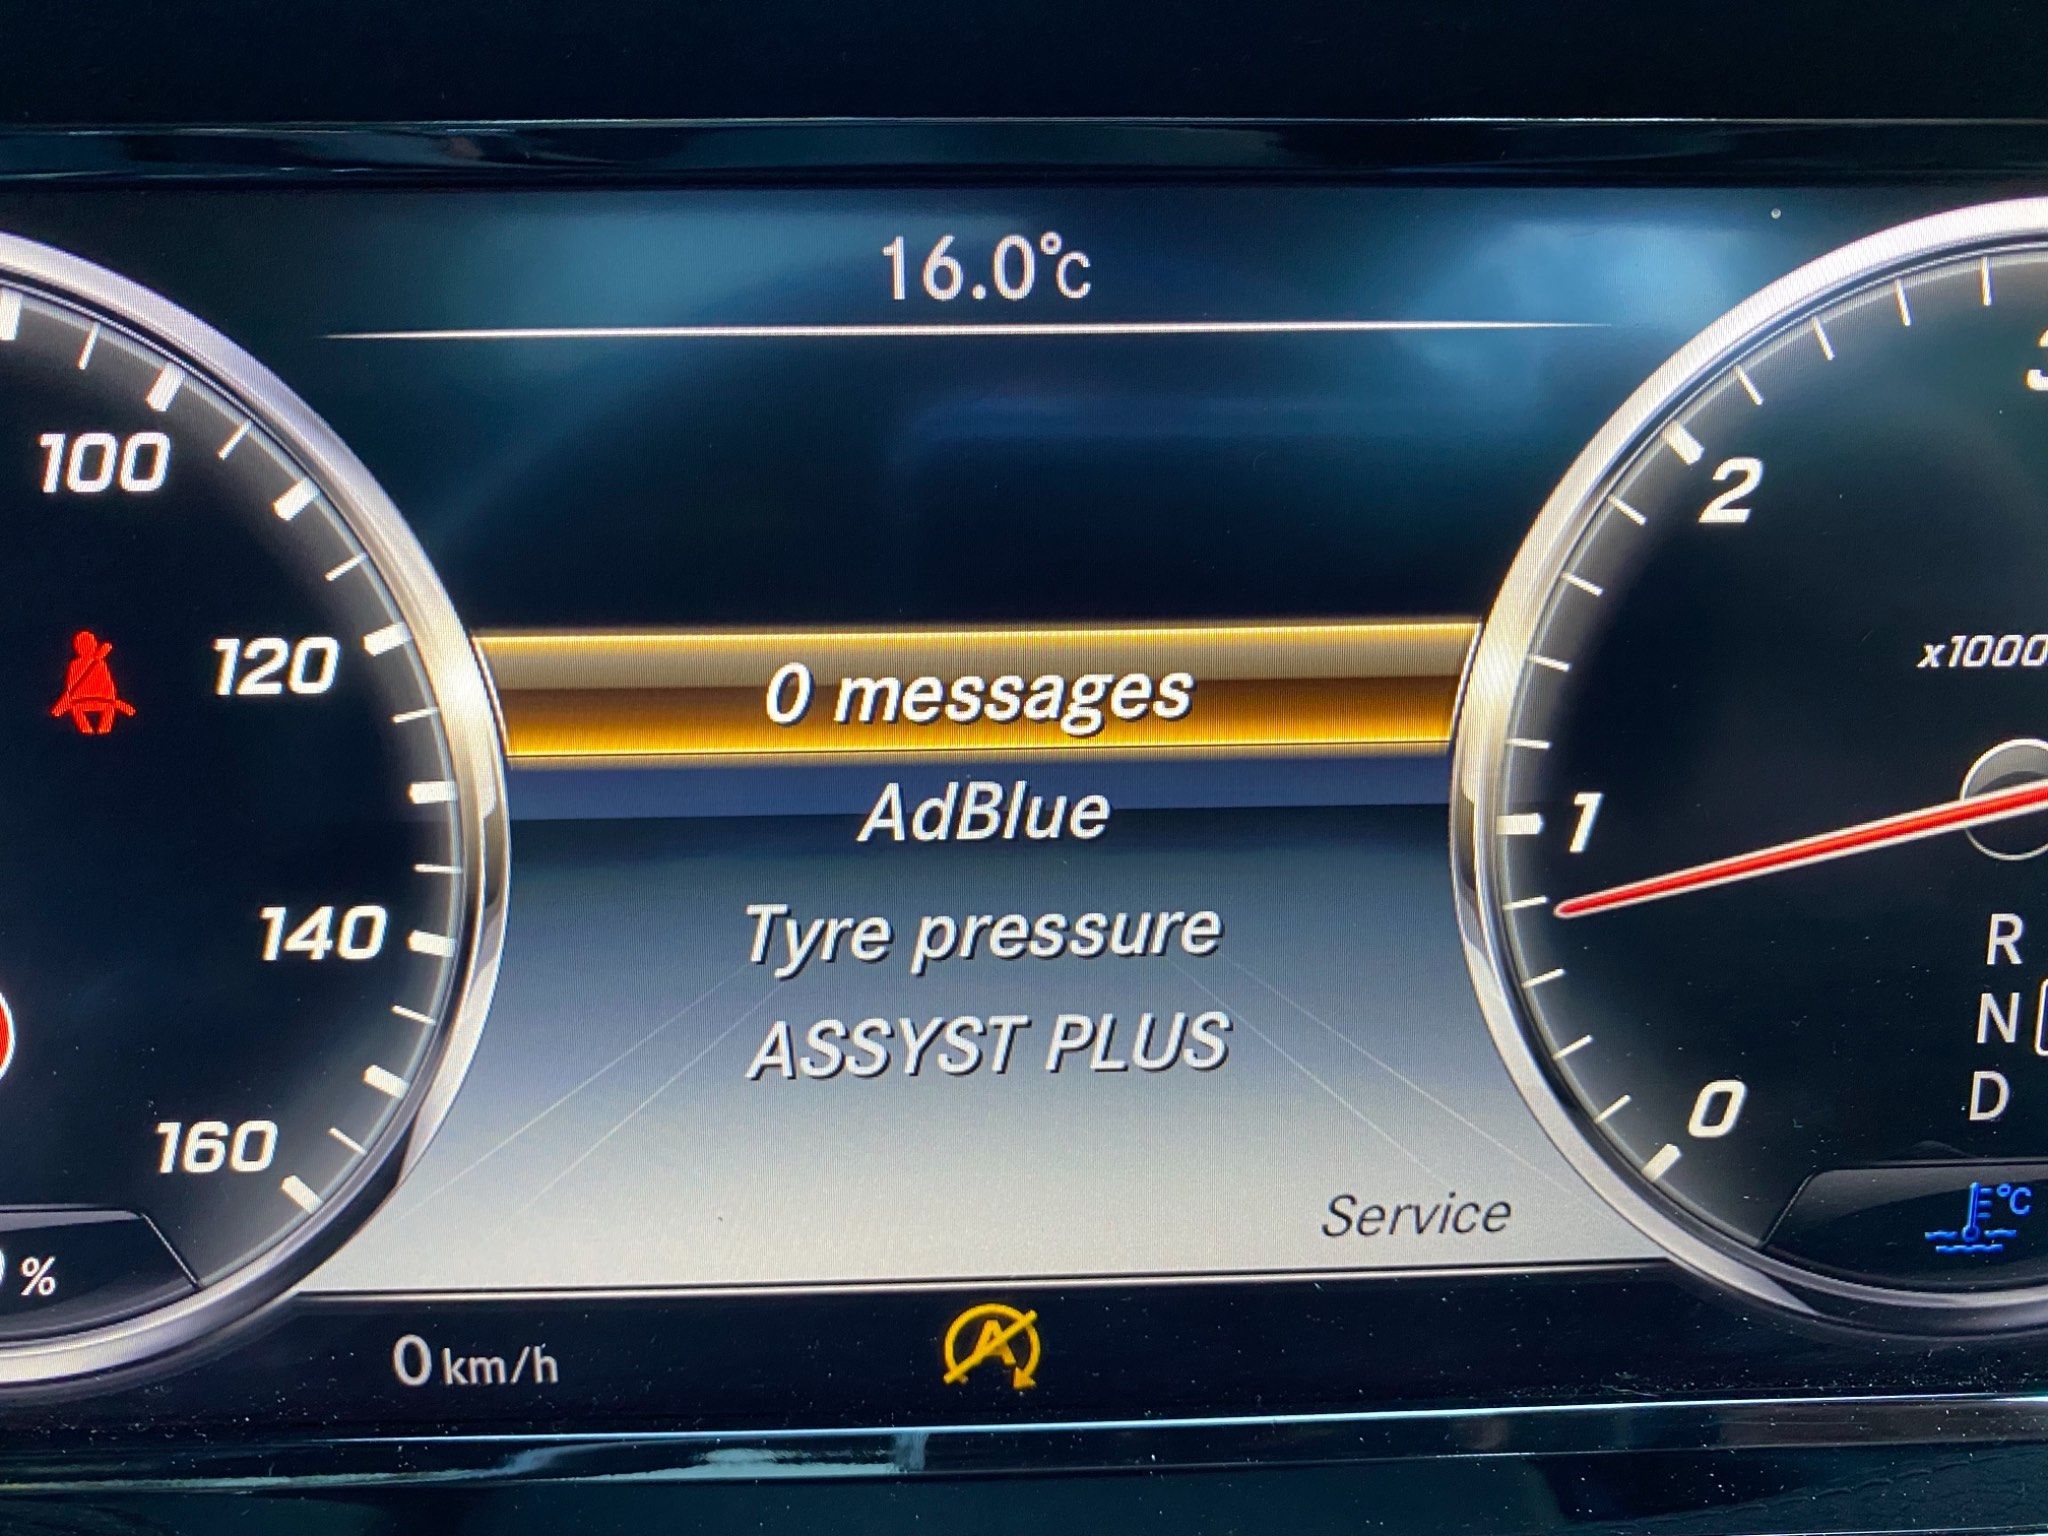 16.0°C
100
120
140
160
%
0 messages
AdBlue
Tyre pressure
ASSYST PLUS
Service
2
x1000
1
0
R
N
D
°C
0 km/h
A